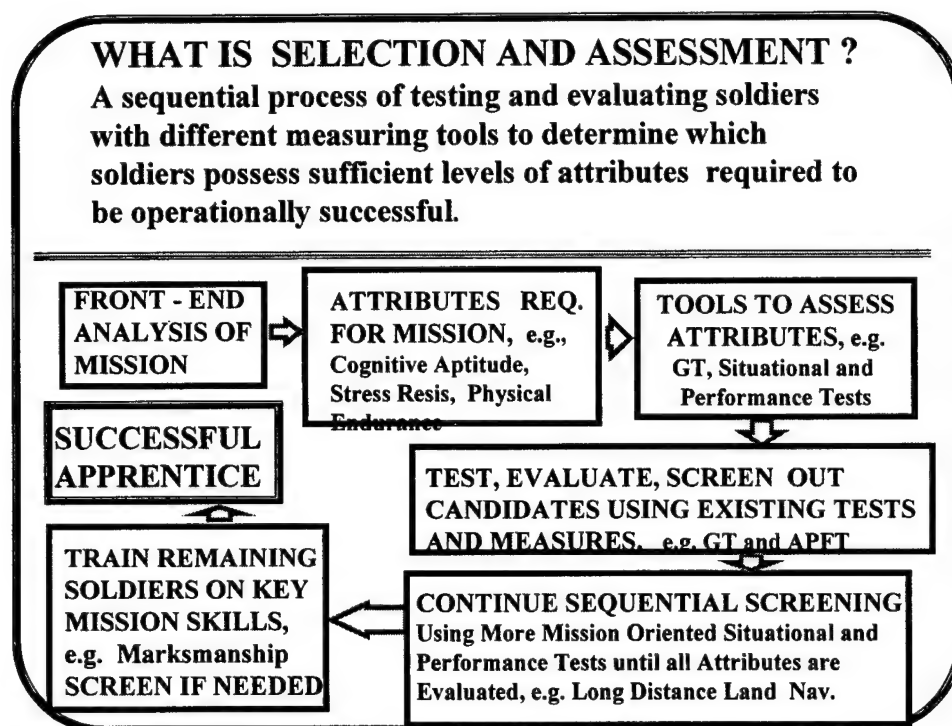 WHAT IS SELECTION AND ASSESSMENT ?
A sequential process of testing and evaluating soldiers
with different measuring tools to determine which
soldiers possess sufficient levels of attributes required to
be operationally successful.
FRONT - END
ANALYSIS OF
MISSION
ATTRIBUTES REQ.
FOR MISSION, e.g.,
Cognitive Aptitude,
Stress Resis, Physical
Endurance
TOOLS TO ASSESS
ATTRIBUTES, e.g.
GT, Situational and
Performance Tests
TEST, EVALUATE, SCREEN OUT
CANDIDATES USING EXISTING TESTS
AND MEASURES, e.g. GT and APFT
CONTINUE SEQUENTIAL SCREENING
Using More Mission Oriented Situational and
Performance Tests until all Attributes are
Evaluated, e.g. Long Distance Land Nav.
TRAIN REMAINING
SOLDIERS ON KEY
MISSION SKILLS,
e.g. Marksmanship
SCREEN IF NEEDED
SUCCESSFUL
APPRENTICE